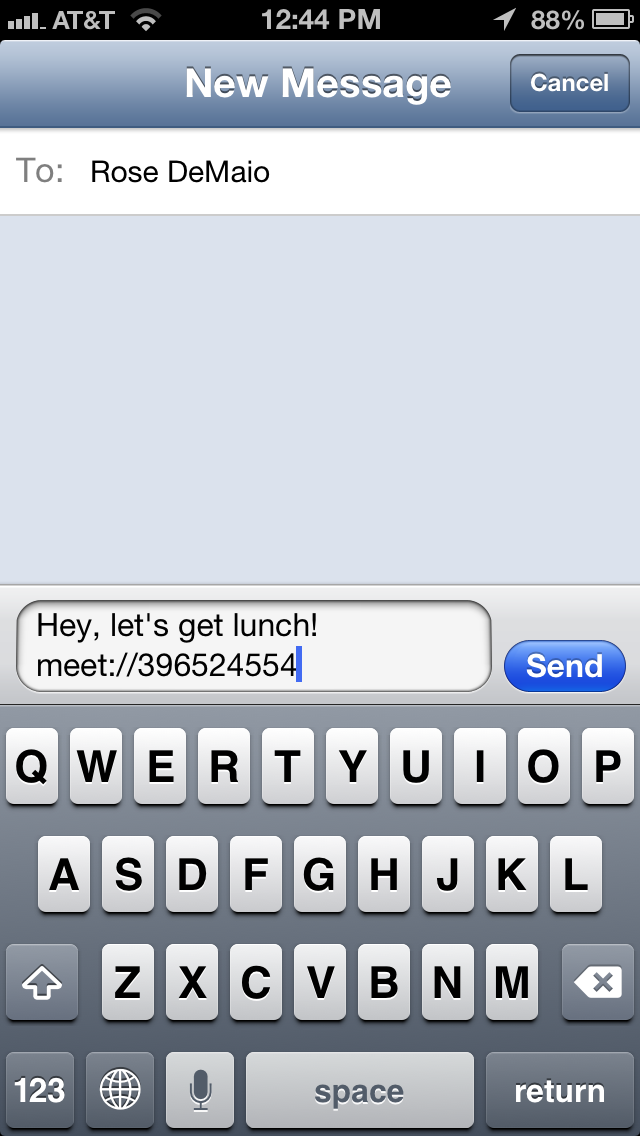 AT&T 12:44 PM 88%
New Message Cancel
To: Rose DeMaio
Hey, let's get lunch!
meet://396524554
Send
Q W E R T Y U I O P
A S D F G H J K L
Z X C V B N M
123 space return